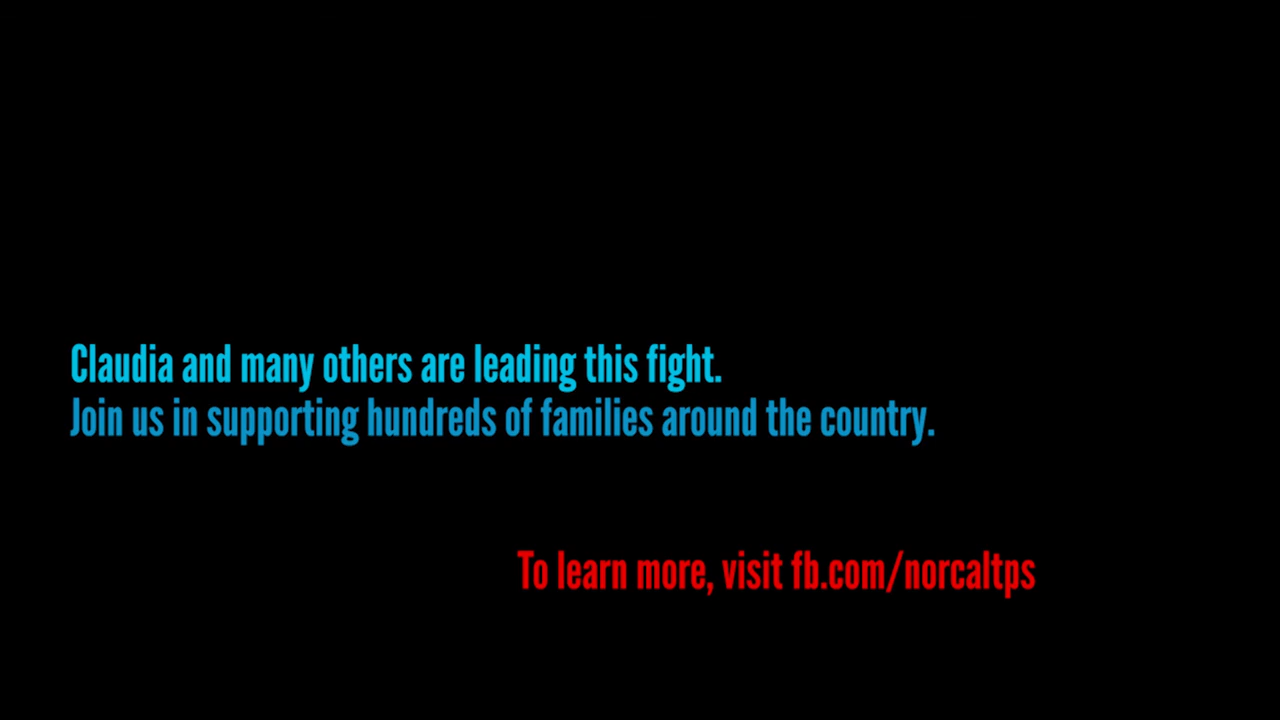 Claudia and many others are leading this fight.
Join us in supporting hundreds of families around the country.
To learn more, visit fb.com/norcaltps